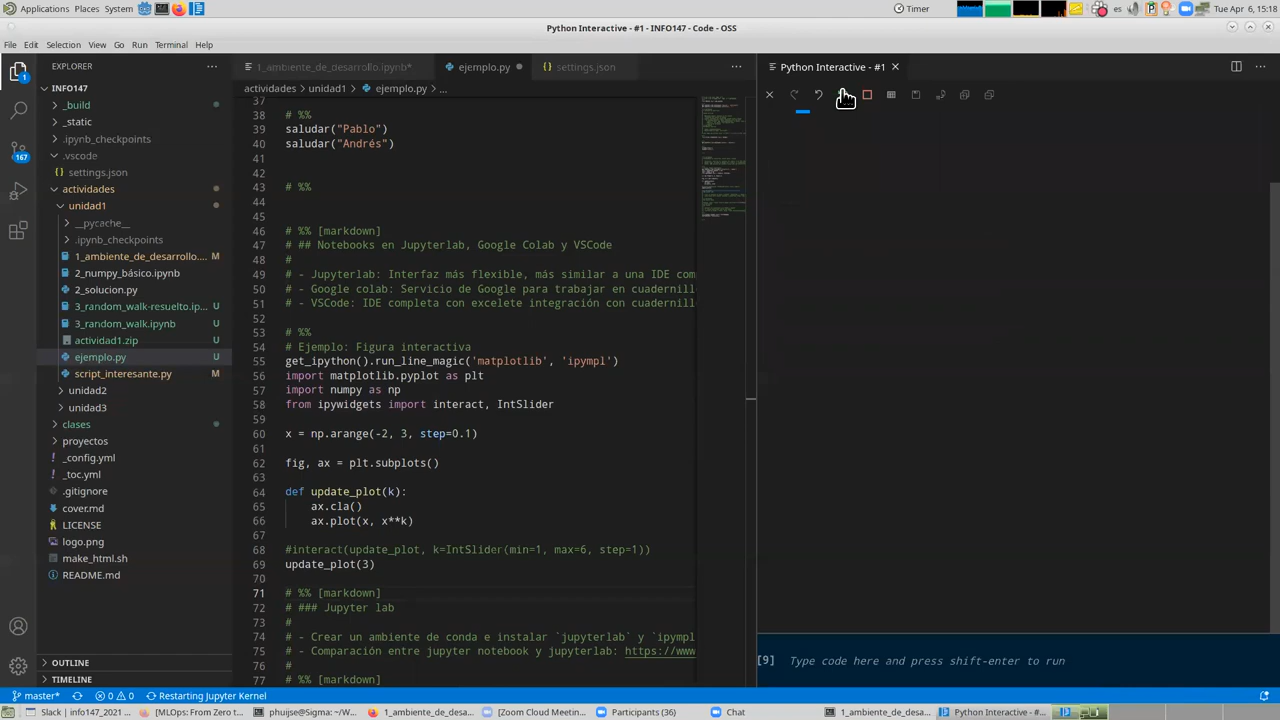 Applications Places System
Timer
es
Tue Apr 6, 15:18
Python Interactive - #1 - INFO147 - Code - OSS
File Edit Selection View Go Run Terminal Help
EXPLORER
1_ambiente_de_desarrollo.ipynb*
ejemplo.py
settings.json
Python Interactive - #1
INFO147
actividades > unidad1 > ejemplo.py > ...
_build
_static
.ipynb_checkpoints
.vscode
settings.json
actividades
unidad1
__pycache__
.ipynb_checkpoints
1_ambiente_de_desarrollo.... M
2_numpy_básico.ipynb
2_solucion.py
3_random_walk-resuelto.ip... U
3_random_walk.ipynb U
actividad1.zip U
ejemplo.py U
script_interesante.py M
unidad2
unidad3
clases
proyectos
_config.yml
_toc.yml
.gitignore
cover.md
LICENSE
logo.png
make_html.sh
README.md
OUTLINE
TIMELINE
1
167
37
38 # %%
39 saludar("Pablo")
40 saludar("Andrés")
41
42
43 # %%
44
45
46 # %% [markdown]
47 # ## Notebooks en Jupyterlab, Google Colab y VSCode
48 #
49 # - Jupyterlab: Interfaz más flexible, más similar a una IDE com
50 # - Google colab: Servicio de Google para trabajar en cuadernill
51 # - VSCode: IDE completa con excelete integración con cuadernill
52
53 # %%
54 # Ejemplo: Figura interactiva
55 get_ipython().run_line_magic('matplotlib', 'ipympl')
56 import matplotlib.pyplot as plt
57 import numpy as np
58 from ipywidgets import interact, IntSlider
59
60 x = np.arange(-2, 3, step=0.1)
61
62 fig, ax = plt.subplots()
63
64 def update_plot(k):
65 ax.cla()
66 ax.plot(x, x**k)
67
68 #interact(update_plot, k=IntSlider(min=1, max=6, step=1))
69 update_plot(3)
70
71 # %% [markdown]
72 # ### Jupyter lab
73 #
74 # - Crear un ambiente de conda e instalar `jupyterlab` y `ipympl
75 # - Comparación entre jupyter notebook y jupyterlab: https://www
76 #
77 # %% [markdown]
[9] Type code here and press shift-enter to run
master* 0 0 Restarting Jupyter Kernel
Slack | info147_2021 ...
[MLOps: From Zero t...
phuijse@Sigma: ~/W...
1_ambiente_de_desa...
[Zoom Cloud Meetin...
Participants (36)
Chat
1_ambiente_de_desa...
Python Interactive - #...